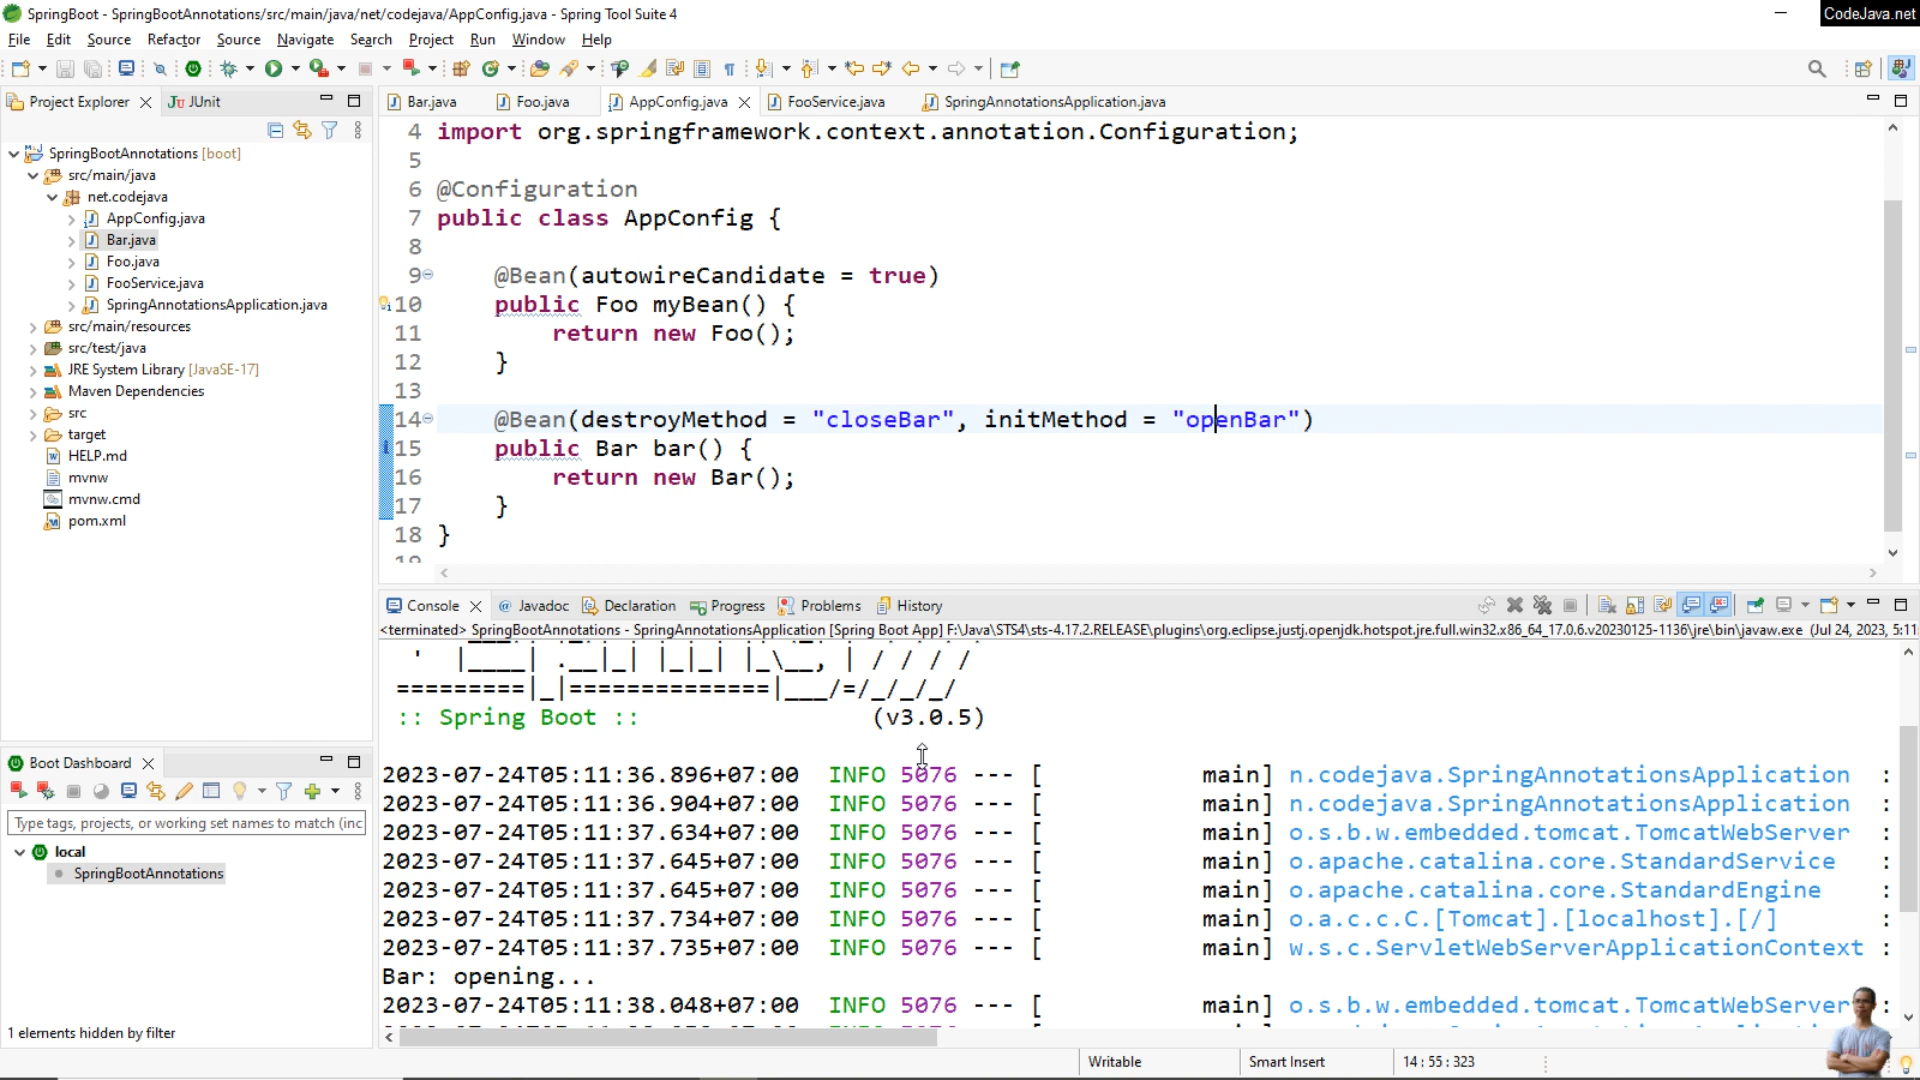 SpringBoot - SpringBootAnnotations/src/main/java/net/codejava/AppConfig.java - Spring Tool Suite 4
CodeJava.net
File Edit Source Refactor Source Navigate Search Project Run Window Help
Project Explorer JUnit
Bar.java Foo.java AppConfig.java FooService.java SpringAnnotationsApplication.java
SpringBootAnnotations [boot]
src/main/java
net.codejava
AppConfig.java
Bar.java
Foo.java
FooService.java
SpringAnnotationsApplication.java
src/main/resources
src/test/java
JRE System Library [JavaSE-17]
Maven Dependencies
src
target
HELP.md
mvnw
mvnw.cmd
pom.xml
4 import org.springframework.context.annotation.Configuration;
5
6 @Configuration
7 public class AppConfig {
8
9 @Bean(autowireCandidate = true)
10 public Foo myBean() {
11 return new Foo();
12 }
13
14 @Bean(destroyMethod = "closeBar", initMethod = "openBar")
15 public Bar bar() {
16 return new Bar();
17 }
18 }
19
Console Javadoc Declaration Progress Problems History
<terminated> SpringBootAnnotations - SpringAnnotationsApplication [Spring Boot App] F:\Java\STS4\sts-4.17.2.RELEASE\plugins\org.eclipse.justj.openjdk.hotspot.jre.full.win32.x86_64_17.0.6.v20230125-1136\jre\bin\javaw.exe (Jul 24, 2023, 5:11
' |____| .__|_| |_|_| |_\__, | / / / /
=========|_|==============|___/=/_/_/_/
:: Spring Boot :: (v3.0.5)
2023-07-24T05:11:36.896+07:00 INFO 5076 --- [ main] n.codejava.SpringAnnotationsApplication :
2023-07-24T05:11:36.904+07:00 INFO 5076 --- [ main] n.codejava.SpringAnnotationsApplication :
2023-07-24T05:11:37.634+07:00 INFO 5076 --- [ main] o.s.b.w.embedded.tomcat.TomcatWebServer :
2023-07-24T05:11:37.645+07:00 INFO 5076 --- [ main] o.apache.catalina.core.StandardService :
2023-07-24T05:11:37.645+07:00 INFO 5076 --- [ main] o.apache.catalina.core.StandardEngine :
2023-07-24T05:11:37.734+07:00 INFO 5076 --- [ main] o.a.c.c.C.[Tomcat].[localhost].[/] :
2023-07-24T05:11:37.735+07:00 INFO 5076 --- [ main] w.s.c.ServletWebServerApplicationContext :
Bar: opening...
2023-07-24T05:11:38.048+07:00 INFO 5076 --- [ main] o.s.b.w.embedded.tomcat.TomcatWebServer :
Boot Dashboard
Type tags, projects, or working set names to match (inc
local
SpringBootAnnotations
1 elements hidden by filter
Writable Smart Insert 14 : 55 : 323